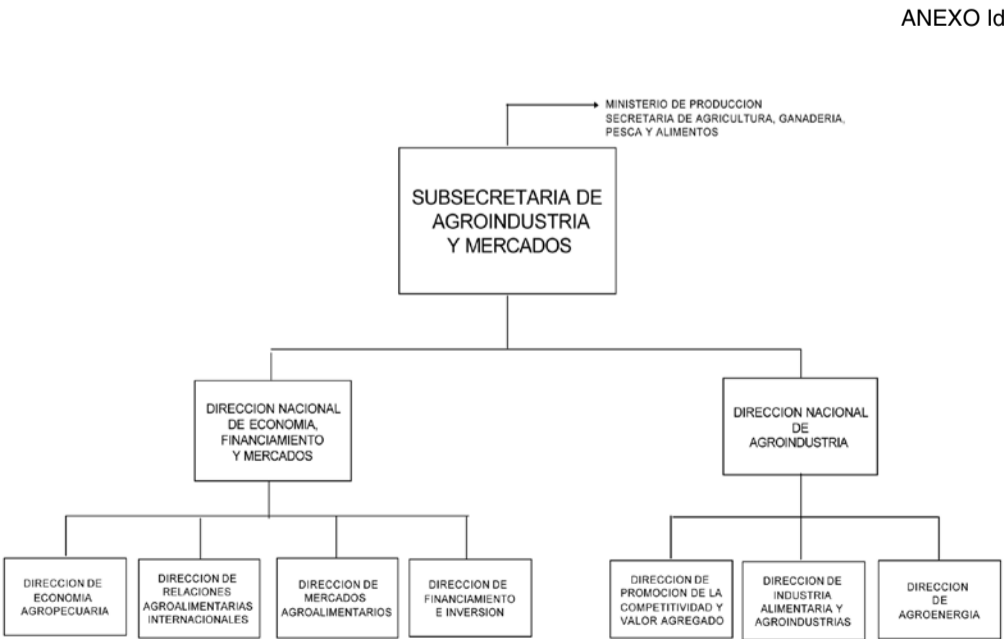 ANEXO Id
MINISTERIO DE PRODUCCION
SECRETARIA DE AGRICULTURA, GANADERIA,
PESCA Y ALIMENTOS
SUBSECRETARIA DE
AGROINDUSTRIA
Y MERCADOS
DIRECCION NACIONAL
DE ECONOMIA,
FINANCIAMIENTO
Y MERCADOS
DIRECCION NACIONAL
DE
AGROINDUSTRIA
DIRECCION DE
ECONOMIA
AGROPECUARIA
DIRECCION DE
RELACIONES
AGROALIMENTARIAS
INTERNACIONALES
DIRECCION DE
MERCADOS
AGROALIMENTARIOS
DIRECCION DE
FINANCIAMIENTO
E INVERSION
DIRECCION DE
PROMOCION DE LA
COMPETITIVIDAD Y
VALOR AGREGADO
DIRECCION DE
INDUSTRIA
ALIMENTARIA Y
AGROINDUSTRIAS
DIRECCION
DE
AGROENERGIA